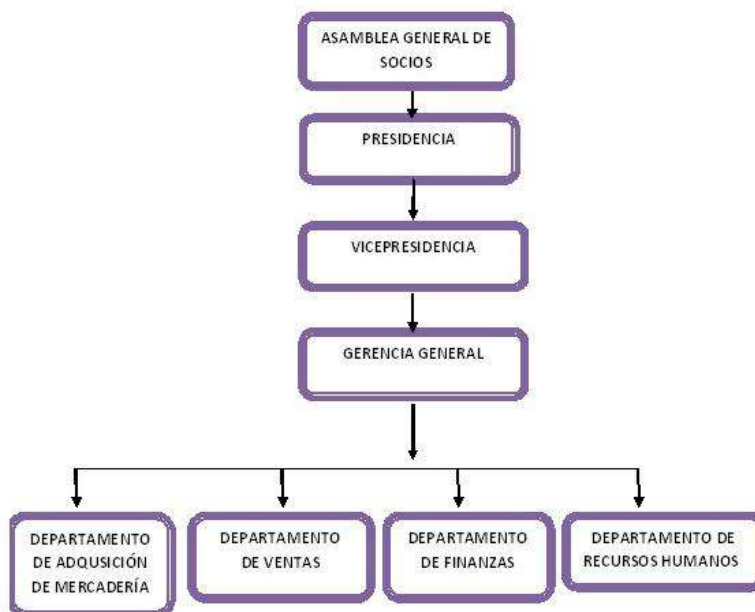 ASAMBLEA GENERAL DE
SOCIOS
PRESIDENCIA
VICEPRESIDENCIA
GERENCIA GENERAL
DEPARTAMENTO
DE ADQUSICIÓN
DE MERCADERÍA
DEPARTAMENTO
DE VENTAS
DEPARTAMENTO
DE FINANZAS
DEPARTAMENTO DE
RECURSOS HUMANOS